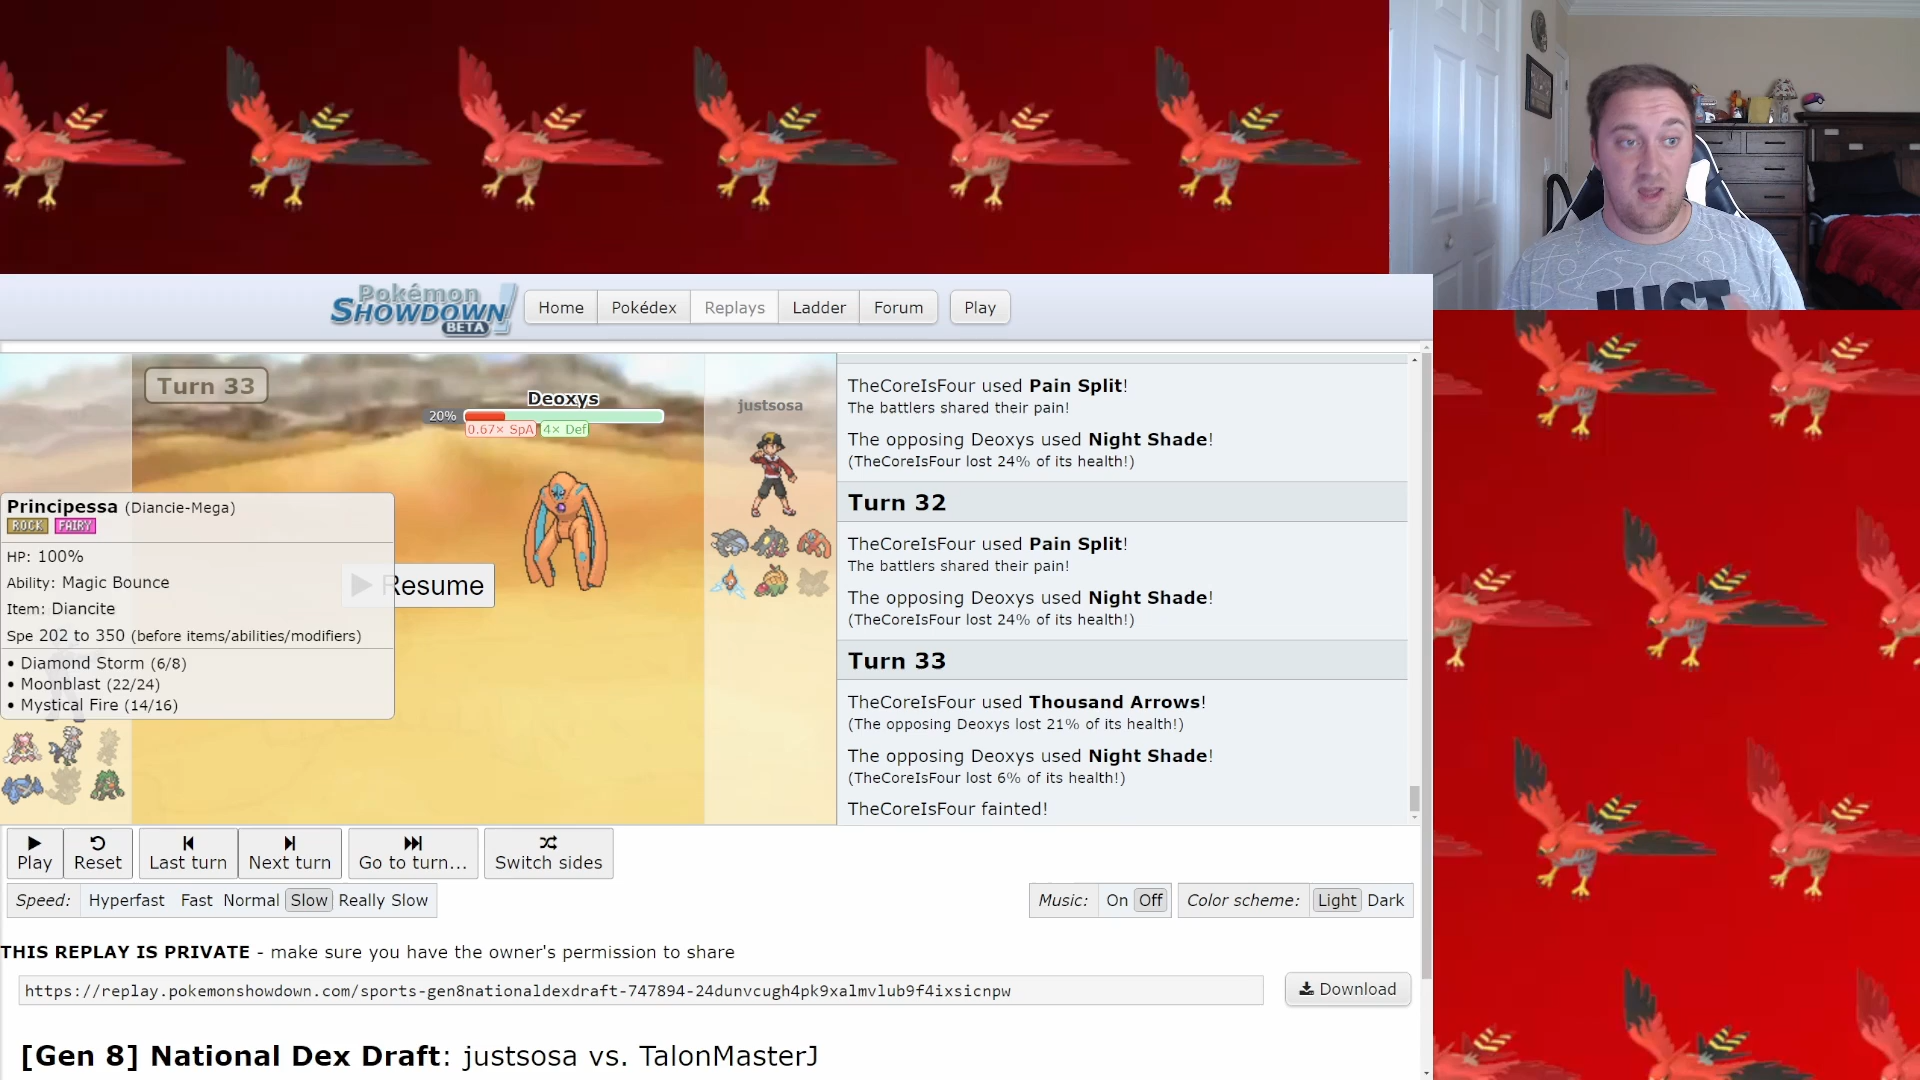 Pokémon
SHOWDOWN
BETA
Home
Pokédex
Replays
Ladder
Forum
Play
Turn 33
Deoxys
20%
0.67× SpA
4× Def
justsosa
Principessa (Diancie-Mega)
ROCK FAIRY
HP: 100%
Ability: Magic Bounce
Item: Diancite
Spe 202 to 350 (before items/abilities/modifiers)
• Diamond Storm (6/8)
• Moonblast (22/24)
• Mystical Fire (14/16)
Resume
TheCoreIsFour used Pain Split!
The battlers shared their pain!
The opposing Deoxys used Night Shade!
(TheCoreIsFour lost 24% of its health!)
Turn 32
TheCoreIsFour used Pain Split!
The battlers shared their pain!
The opposing Deoxys used Night Shade!
(TheCoreIsFour lost 24% of its health!)
Turn 33
TheCoreIsFour used Thousand Arrows!
(The opposing Deoxys lost 21% of its health!)
The opposing Deoxys used Night Shade!
(TheCoreIsFour lost 6% of its health!)
TheCoreIsFour fainted!
Play
Reset
Last turn
Next turn
Go to turn...
Switch sides
Speed: Hyperfast Fast Normal Slow Really Slow
Music: On Off
Color scheme: Light Dark
THIS REPLAY IS PRIVATE - make sure you have the owner's permission to share
https://replay.pokemonshowdown.com/sports-gen8nationaldexdraft-747894-24dunvcugh4pk9xalmvlub9f4ixsicnpw
Download
[Gen 8] National Dex Draft: justsosa vs. TalonMasterJ
JUST